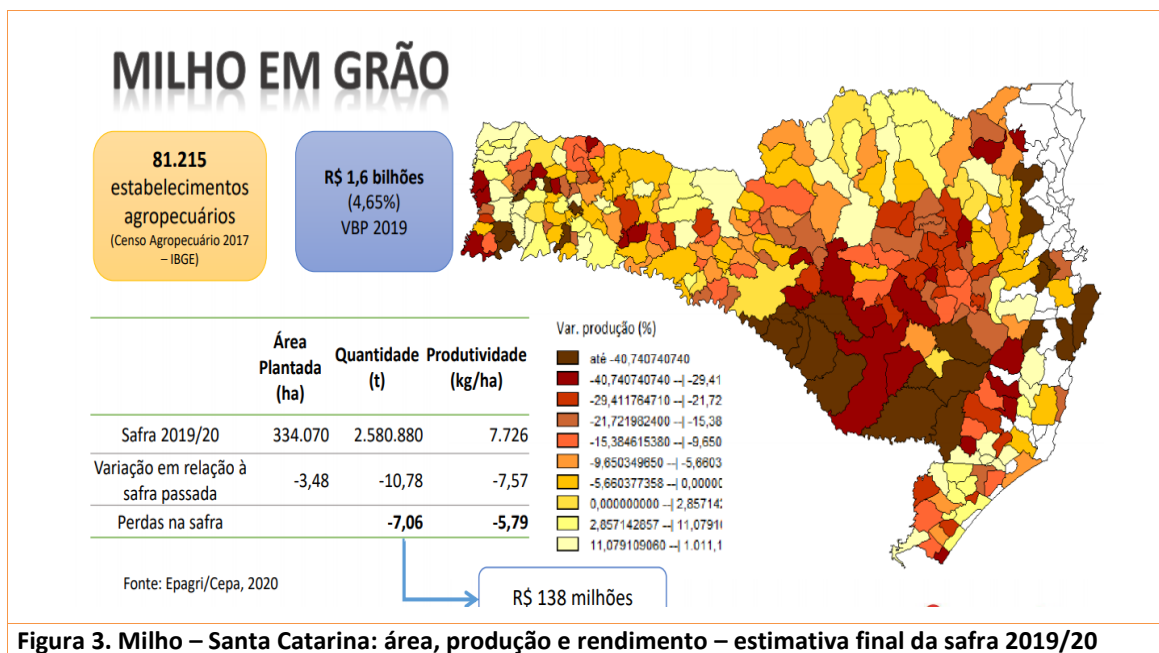 MILHO EM GRÃO
81.215
estabelecimentos
agropecuários
(Censo Agropecuário 2017
– IBGE)
R$ 1,6 bilhões
(4,65%)
VBP 2019
Área Plantada (ha) Quantidade (t) Produtividade (kg/ha)
Safra 2019/20 334.070 2.580.880 7.726
Variação em relação à safra passada -3,48 -10,78 -7,57
Perdas na safra -7,06 -5,79
Fonte: Epagri/Cepa, 2020
R$ 138 milhões
Var. produção (%)
até -40,740740740
-40,740740740 --| -29,41
-29,411764710 --| -21,72
-21,721982400 --| -15,38
-15,384615380 --| -9,650
-9,650349650 --| -5,6603
-5,660377358 --| 0,00000
0,000000000 --| 2,857142
2,857142857 --| 11,07910
11,079109060 --| 1.011,1
Figura 3. Milho – Santa Catarina: área, produção e rendimento – estimativa final da safra 2019/20